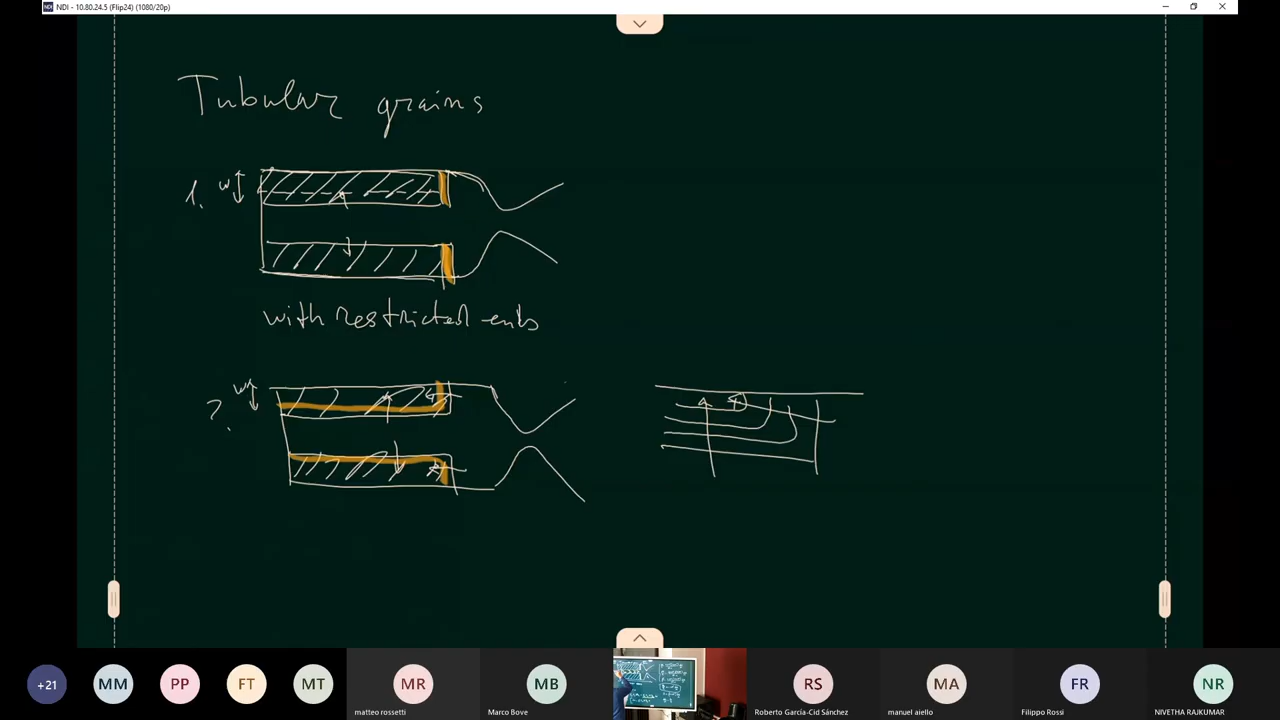 NDI - 10.80.24.5 (Flip24) (1080/20p)
Tubular grains
1. w
with restricted ends
2. w
+21 MM PP FT MT MR MB RS MA FR NR
matteo rossetti Marco Bove Roberto García-Cid Sánchez manuel aiello Filippo Rossi NIVETHA RAJKUMAR